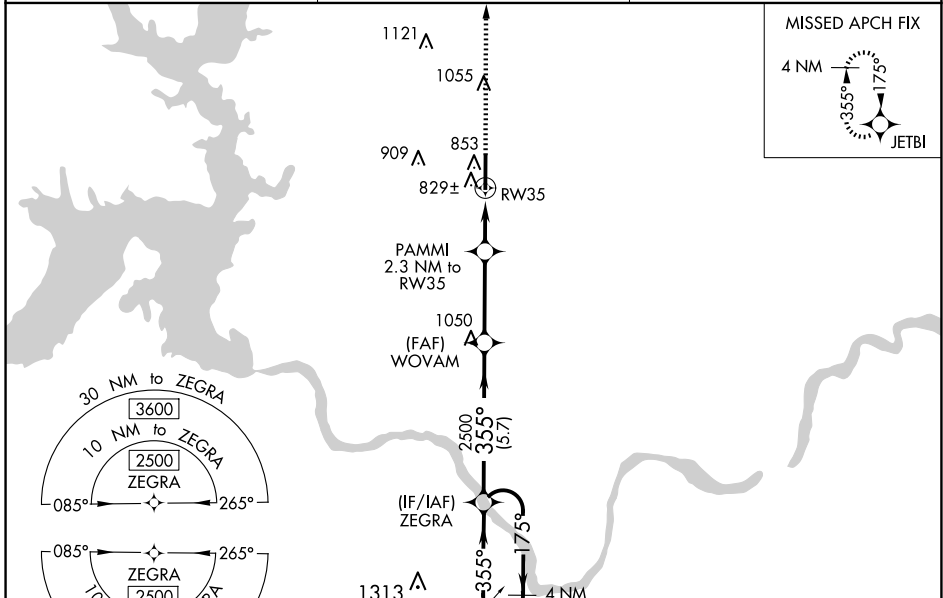 MISSED APCH FIX
4 NM
355°
175°
JETBI
1121
1055
909
853
829±
RW35
PAMMI
2.3 NM to
RW35
1050
(FAF)
WOVAM
2500
355°
(5.7)
(IF/IAF)
ZEGRA
175°
355°
4 NM
1313
30 NM to ZEGRA
3600
10 NM to ZEGRA
2500
ZEGRA
085°
265°
085°
265°
ZEGRA
2500